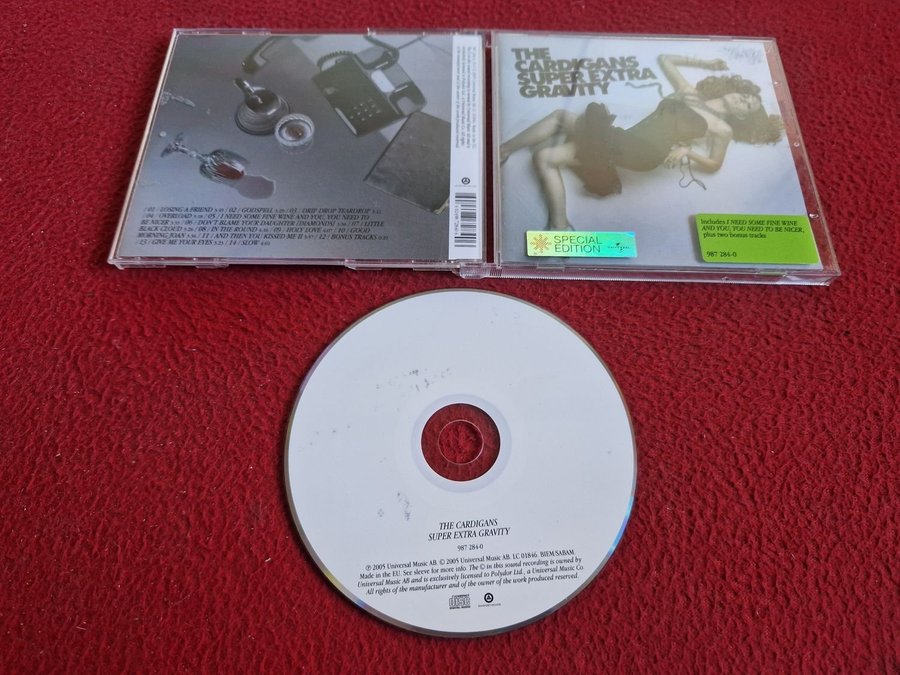 THE
CARDIGANS
SUPER EXTRA
GRAVITY
SPECIAL
EDITION
UNIVERSAL
Includes I NEED SOME FINE WINE
AND YOU, YOU NEED TO BE NICER,
plus two bonus tracks
987 284-0
/ 01 / LOSING A FRIEND / 02 / GODSPELL / 03 / DRIP DROP TEARDROP
/ 04 / OVERLOAD / 05 / I NEED SOME FINE WINE AND YOU, YOU NEED TO
BE NICER / 06 / DON'T BLAME YOUR DAUGHTER (DIAMONDS) / 07 / LITTLE
BLACK CLOUD / 08 / IN THE ROUND / 09 / HOLY LOVE / 10 / GOOD
MORNING JOAN / 11 / AND THEN YOU KISSED ME II / 12 / BONUS TRACKS
/ 13 / GIVE ME YOUR EYES / 14 / SLOW
THE CARDIGANS
SUPER EXTRA GRAVITY
987 284-0
℗ 2005 Universal Music AB. © 2005 Universal Music AB. LC 01846. BIEM/SABAM.
Made in the EU. See sleeve for more info. The © in this sound recording is owned by
Universal Music AB and is exclusively licensed to Polydor Ltd., a Universal Music Co.
All rights of the manufacturer and of the owner of the work produced reserved.
COMPACT
disc
DIGITAL AUDIO